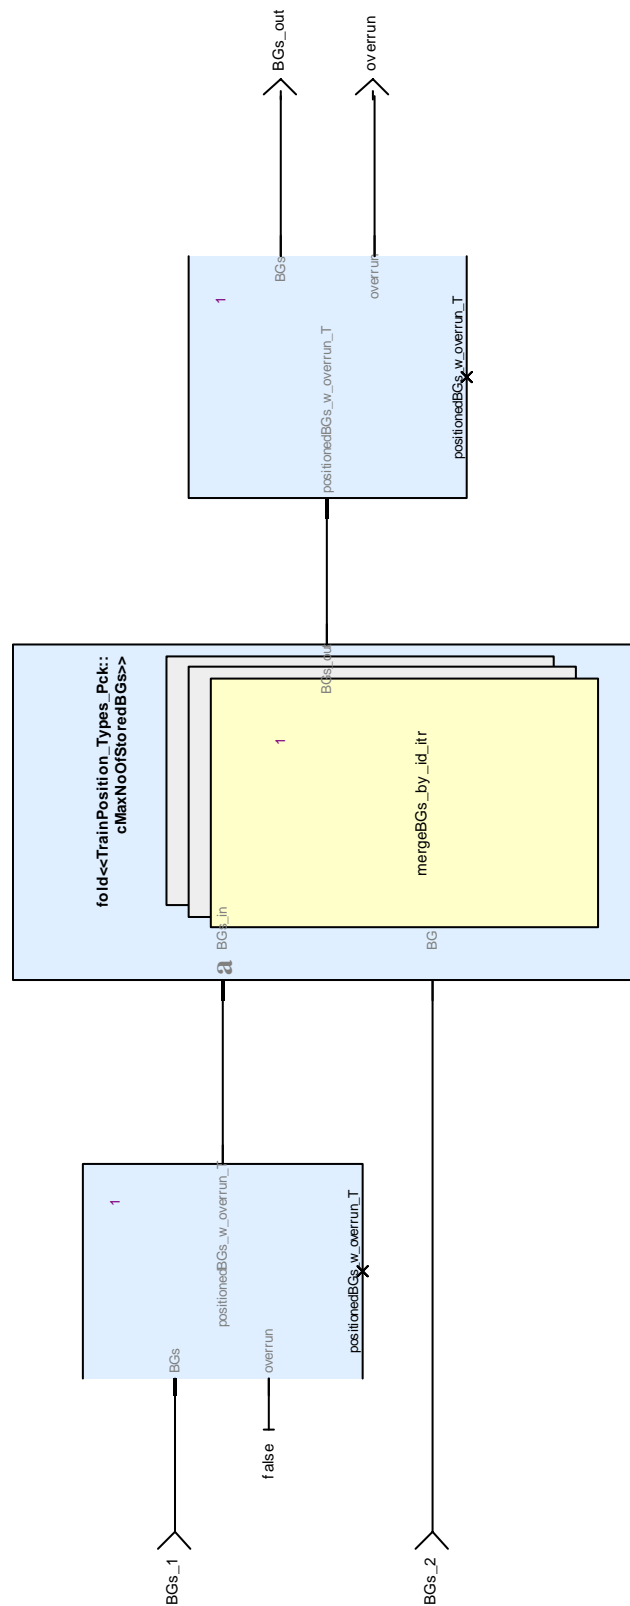 BGs_1
BGs_2
false
BGs
overrun
positionedBGs_w_overrun_T
1
positionedBGs_w_overrun_T
fold<<TrainPosition_Types_Pck::
cMaxNoOfStoredBGs>>
a
BGs_in
BG
1
mergeBGs_by_id_itr
BGs_out
positionedBGs_w_overrun_T
1
positionedBGs_w_overrun_T
BGs
overrun
BGs_out
overrun